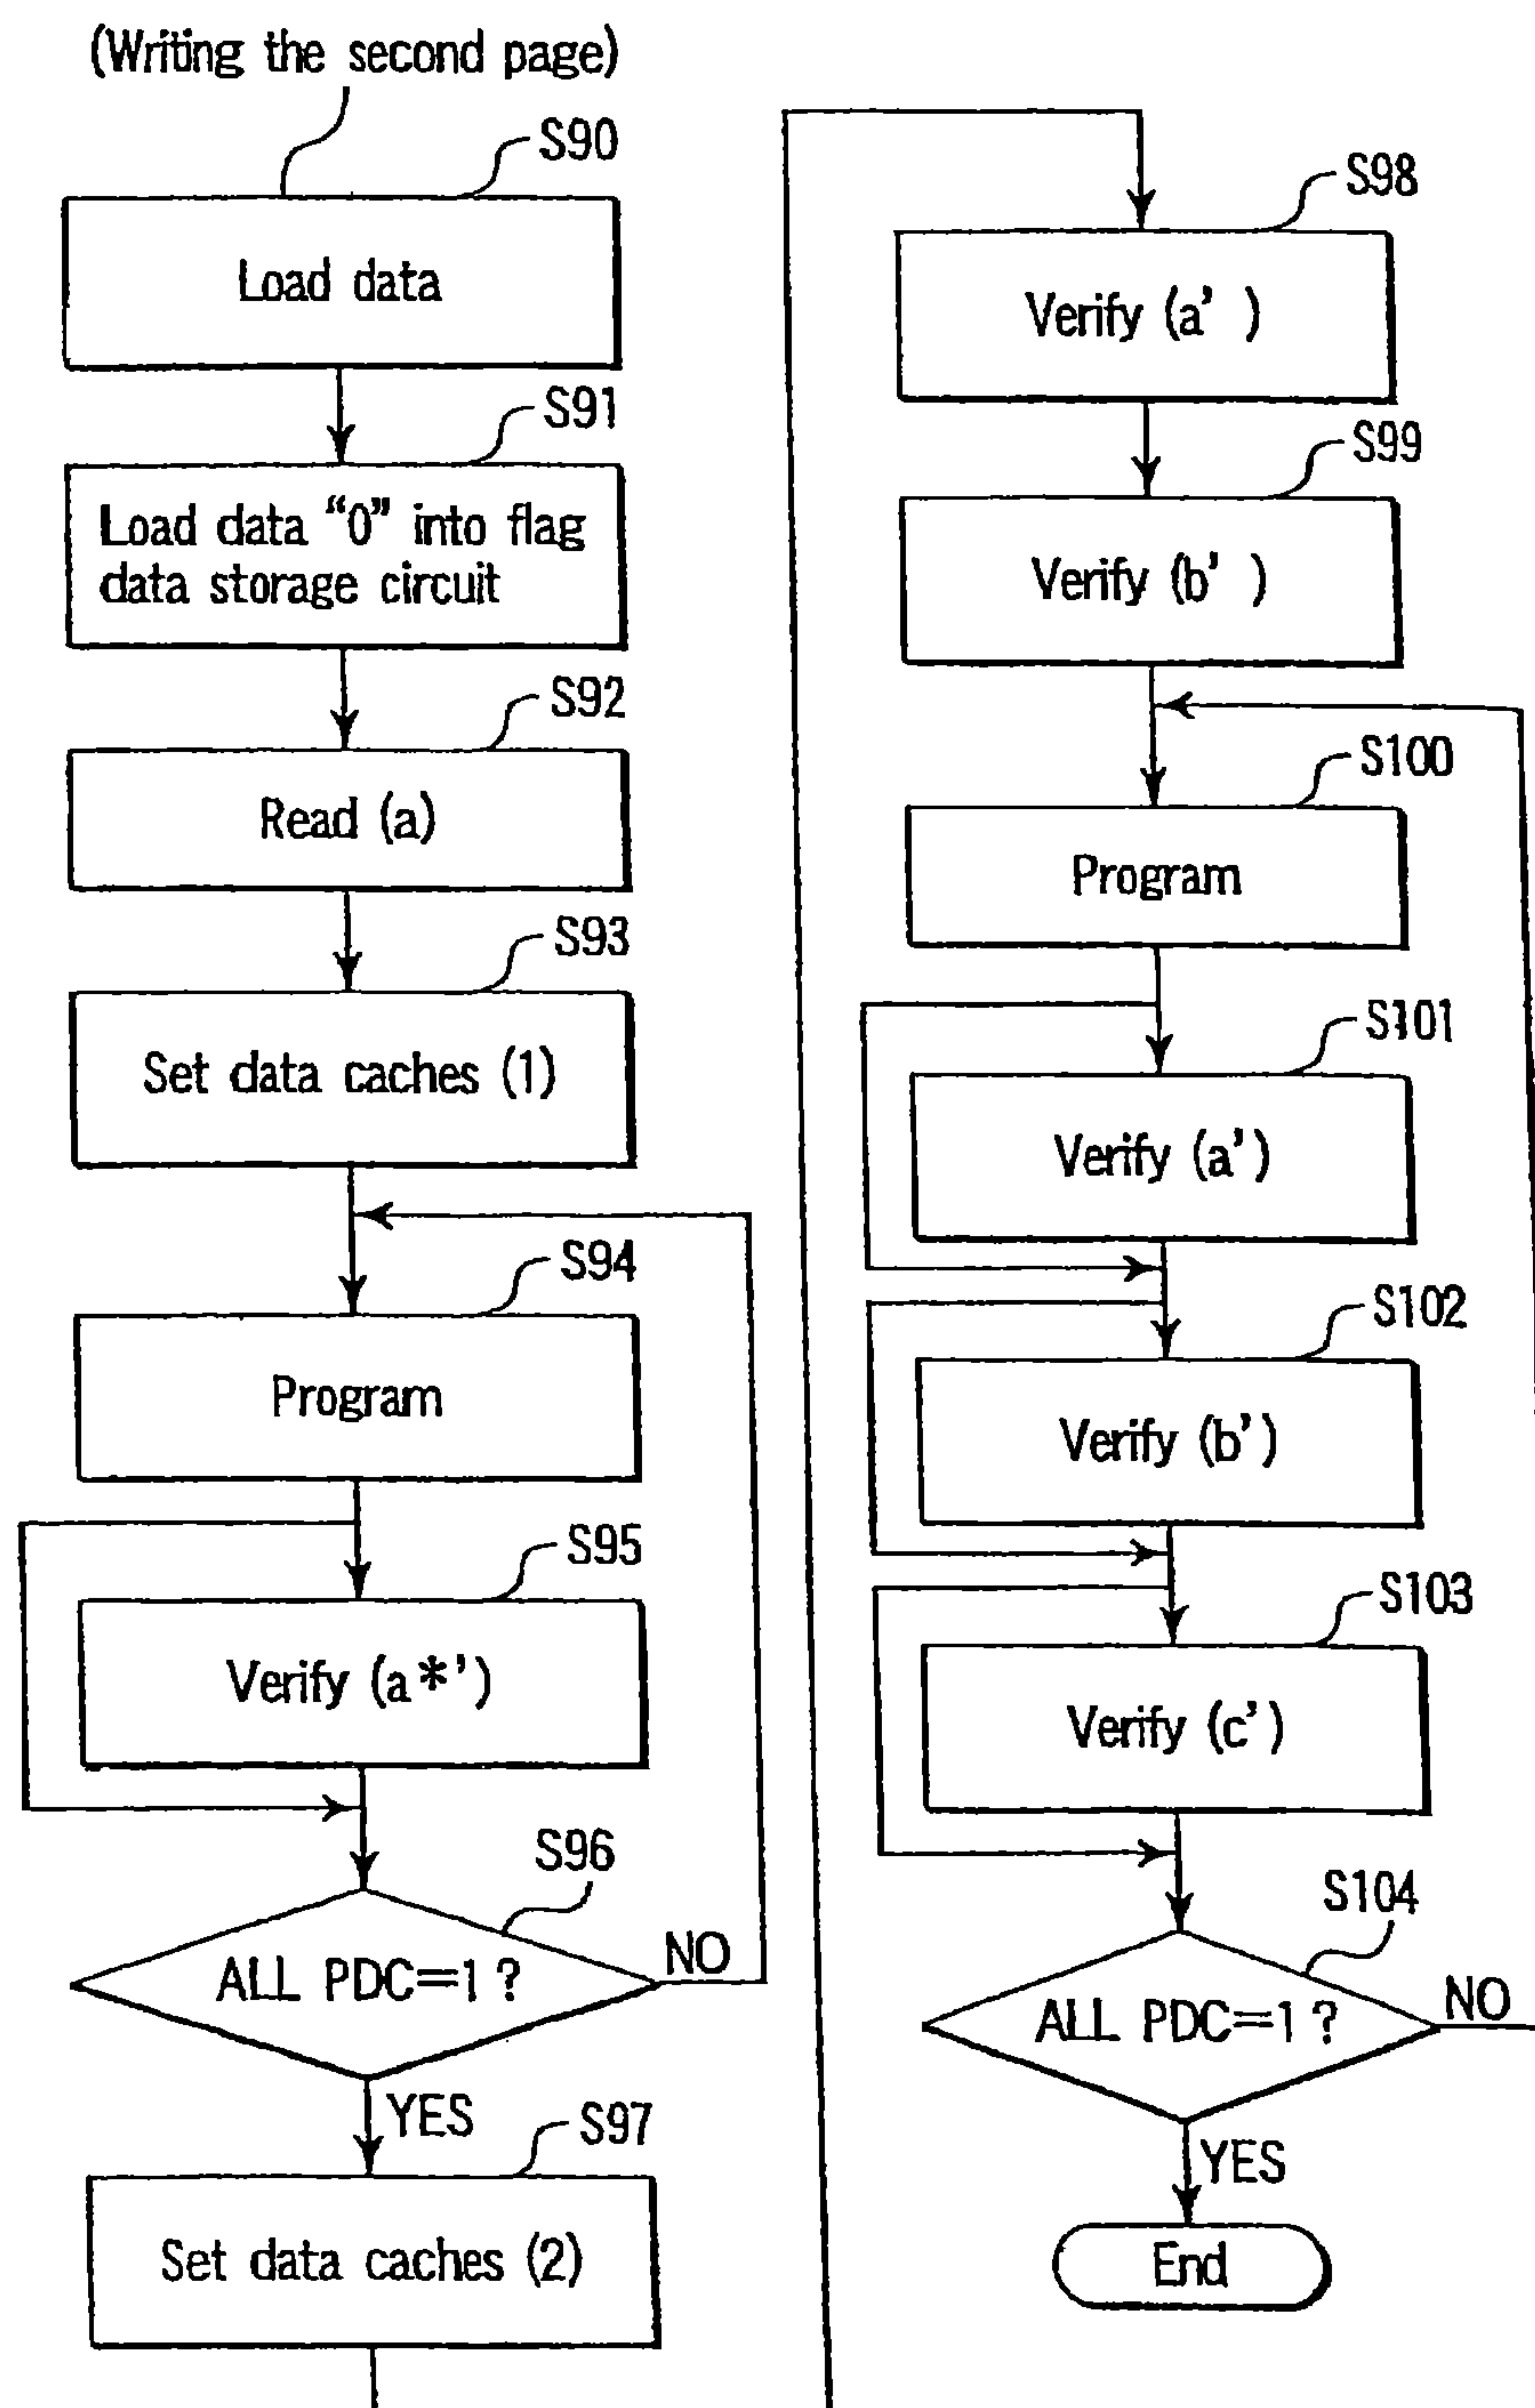 (Writing the second page)
S90
Load data
S91
Load data “0” into flag
data storage circuit
S92
Read (a)
S93
Set data caches (1)
S94
Program
S95
Verify (a*’)
S96
ALL PDC=1 ?
NO
YES
S97
Set data caches (2)
S98
Verify (a’ )
S99
Verify (b’ )
S100
Program
S101
Verify (a’)
S102
Verify (b’)
S103
Verify (c’)
S104
ALL PDC=1 ?
NO
YES
End